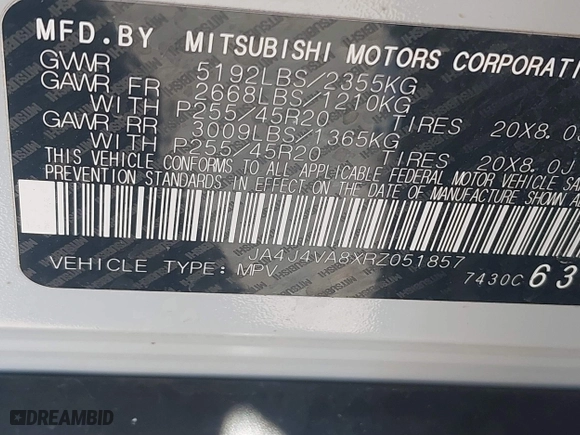 MFD.BY MITSUBISHI MOTORS CORPORATI
GVWR 5192LBS/2355KG
GAWR FR 2668LBS/1210KG
WITH P255/45R20 TIRES 20X8.0J
GAWR RR 3009LBS/1365KG
WITH P255/45R20 TIRES 20X8.0J
THIS VEHICLE CONFORMS TO ALL APPLICABLE FEDERAL MOTOR VEHICLE SAFE
PREVENTION STANDARDS IN EFFECT ON THE DATE OF MANUFACTURE SHOWN A
JA4J4VA8XRZ051857
VEHICLE TYPE: MPV 7430C 63
DREAMBID